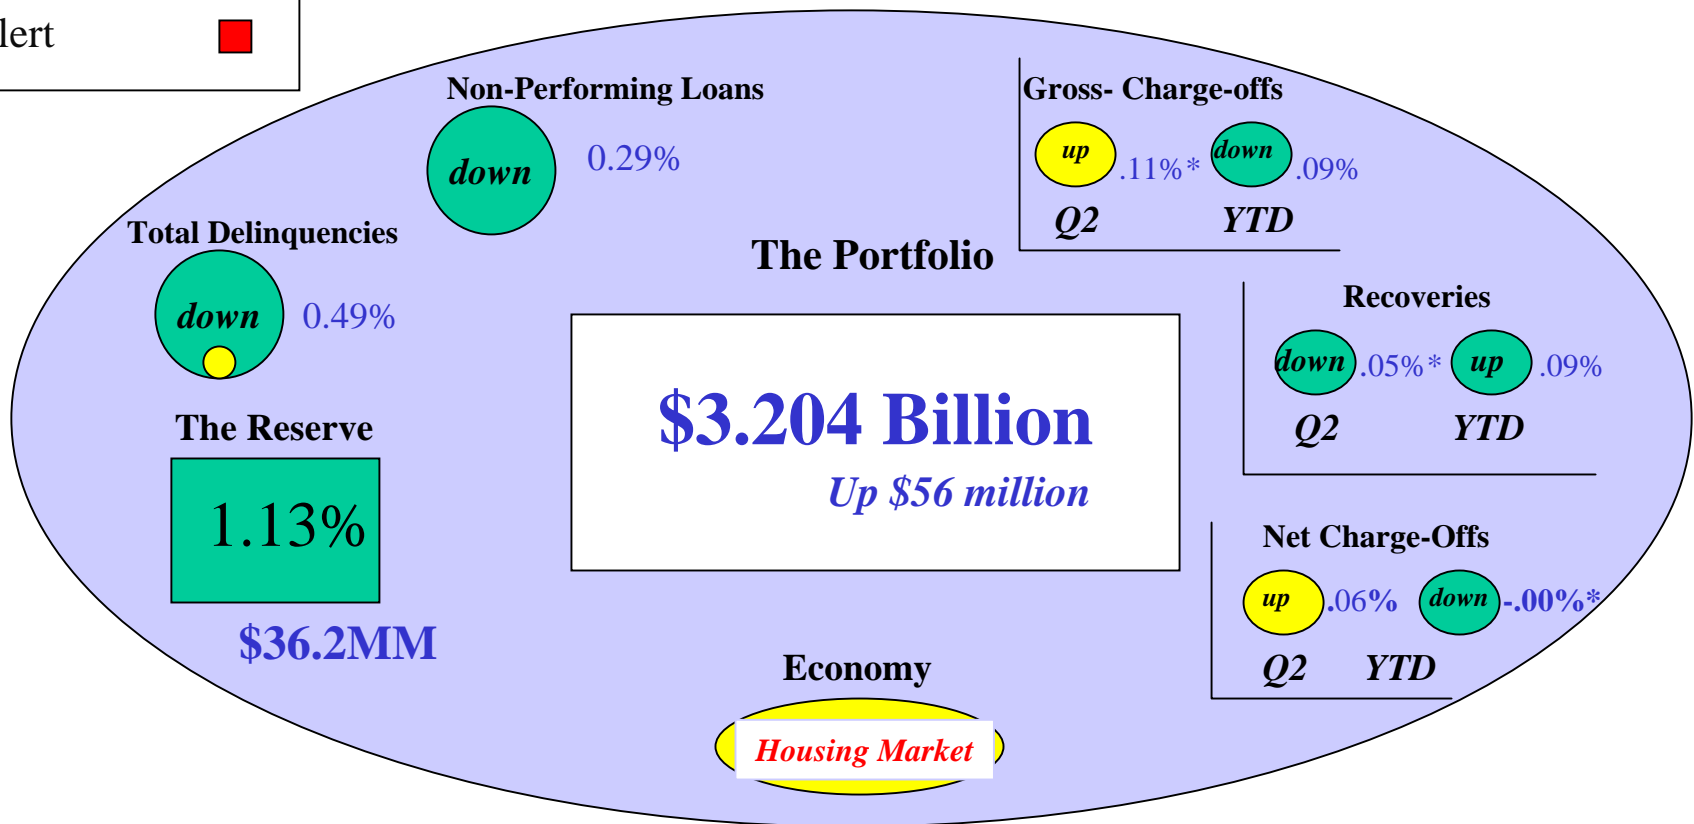 lert
Non-Performing Loans
down
0.29%
Gross- Charge-offs
up .11%* down .09%
Q2 YTD
Total Delinquencies
down 0.49%
The Portfolio
$3.204 Billion
Up $56 million
Recoveries
down .05%* up .09%
Q2 YTD
The Reserve
1.13%
$36.2MM
Net Charge-Offs
up .06% down -.00%*
Q2 YTD
Economy
Housing Market